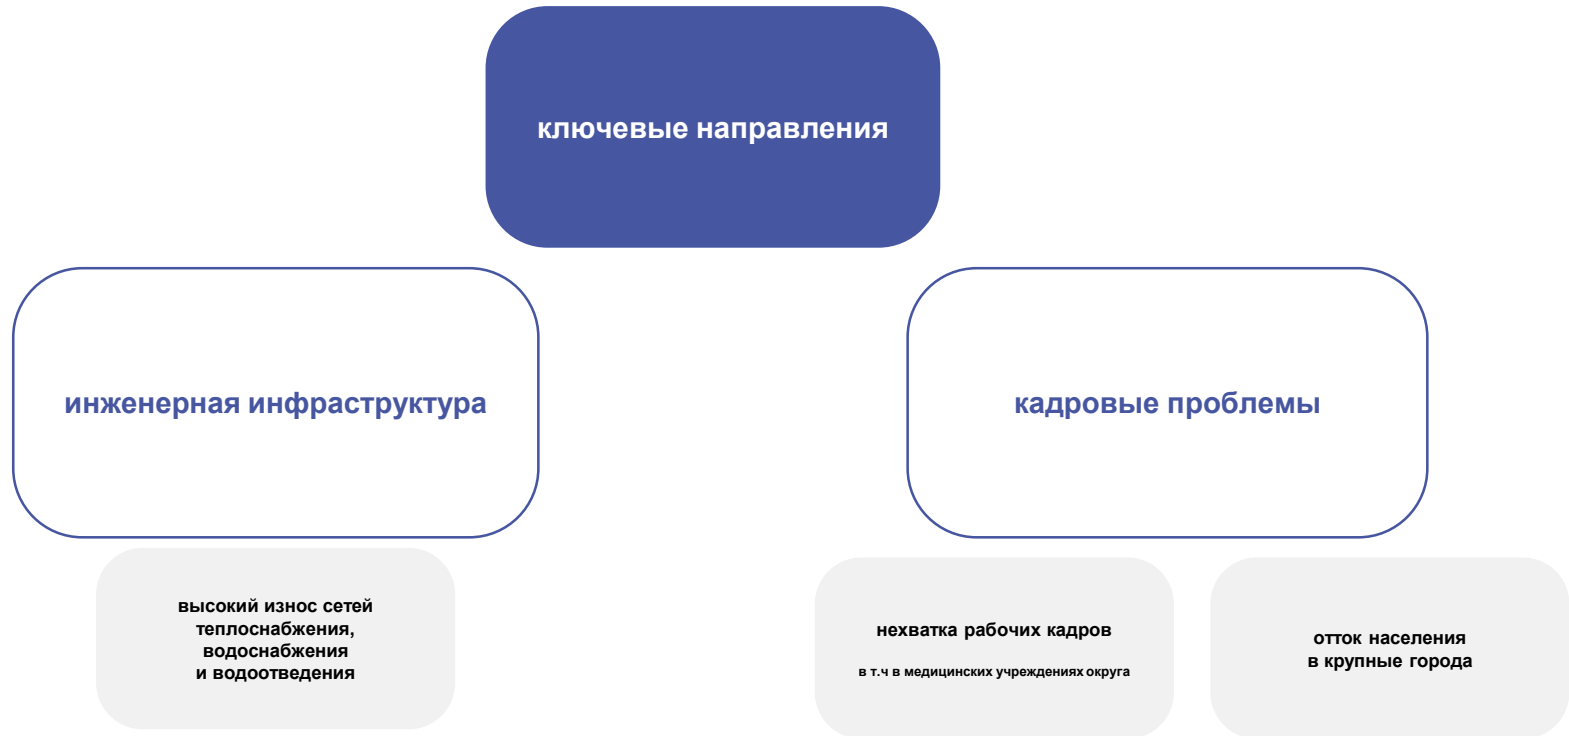 ключевые направления
инженерная инфраструктура
кадровые проблемы
высокий износ сетей
теплоснабжения,
водоснабжения
и водоотведения
нехватка рабочих кадров
в т.ч в медицинских учреждениях округа
отток населения
в крупные города